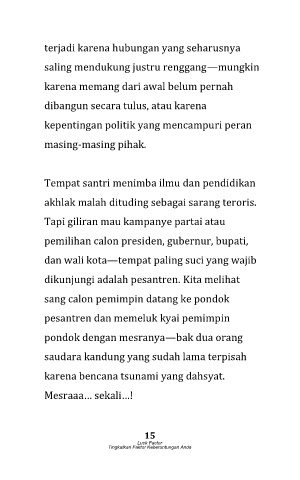 terjadi karena hubungan yang seharusnya
saling mendukung justru renggang—mungkin
karena memang dari awal belum pernah
dibangun secara tulus, atau karena
kepentingan politik yang mencampuri peran
masing-masing pihak.
Tempat santri menimba ilmu dan pendidikan
akhlak malah dituding sebagai sarang teroris.
Tapi giliran mau kampanye partai atau
pemilihan calon presiden, gubernur, bupati,
dan wali kota—tempat paling suci yang wajib
dikunjungi adalah pesantren. Kita melihat
sang calon pemimpin datang ke pondok
pesantren dan memeluk kyai pemimpin
pondok dengan mesranya—bak dua orang
saudara kandung yang sudah lama terpisah
karena bencana tsunami yang dahsyat.
Mesraaa… sekali…!
15
Luck Factor
Tingkatkan Faktor Keberuntungan Anda